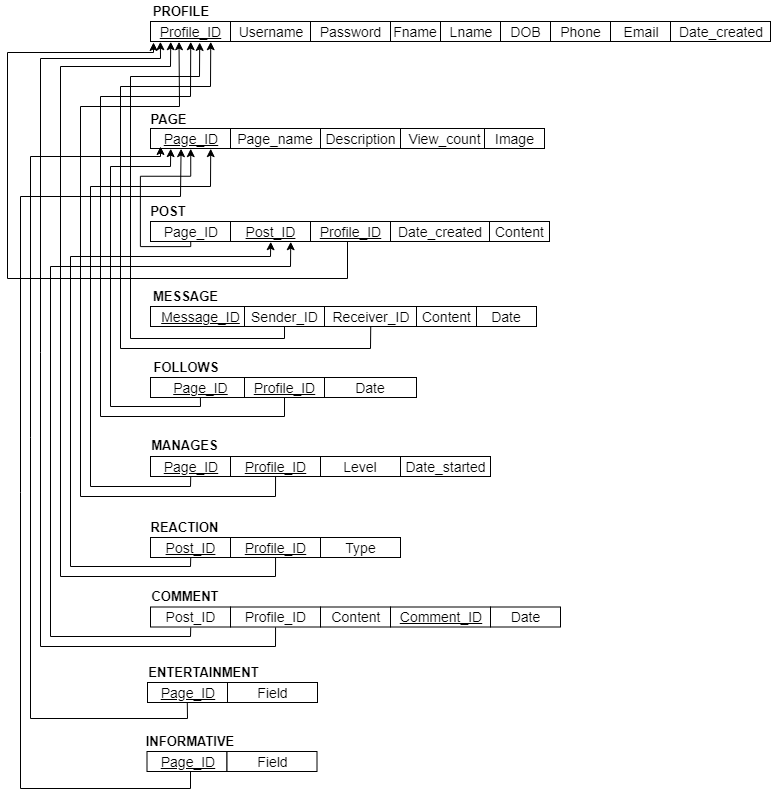 PROFILE
Profile_ID Username Password Fname Lname DOB Phone Email Date_created
PAGE
Page_ID Page_name Description View_count Image
POST
Page_ID Post_ID Profile_ID Date_created Content
MESSAGE
Message_ID Sender_ID Receiver_ID Content Date
FOLLOWS
Page_ID Profile_ID Date
MANAGES
Page_ID Profile_ID Level Date_started
REACTION
Post_ID Profile_ID Type
COMMENT
Post_ID Profile_ID Content Comment_ID Date
ENTERTAINMENT
Page_ID Field
INFORMATIVE
Page_ID Field